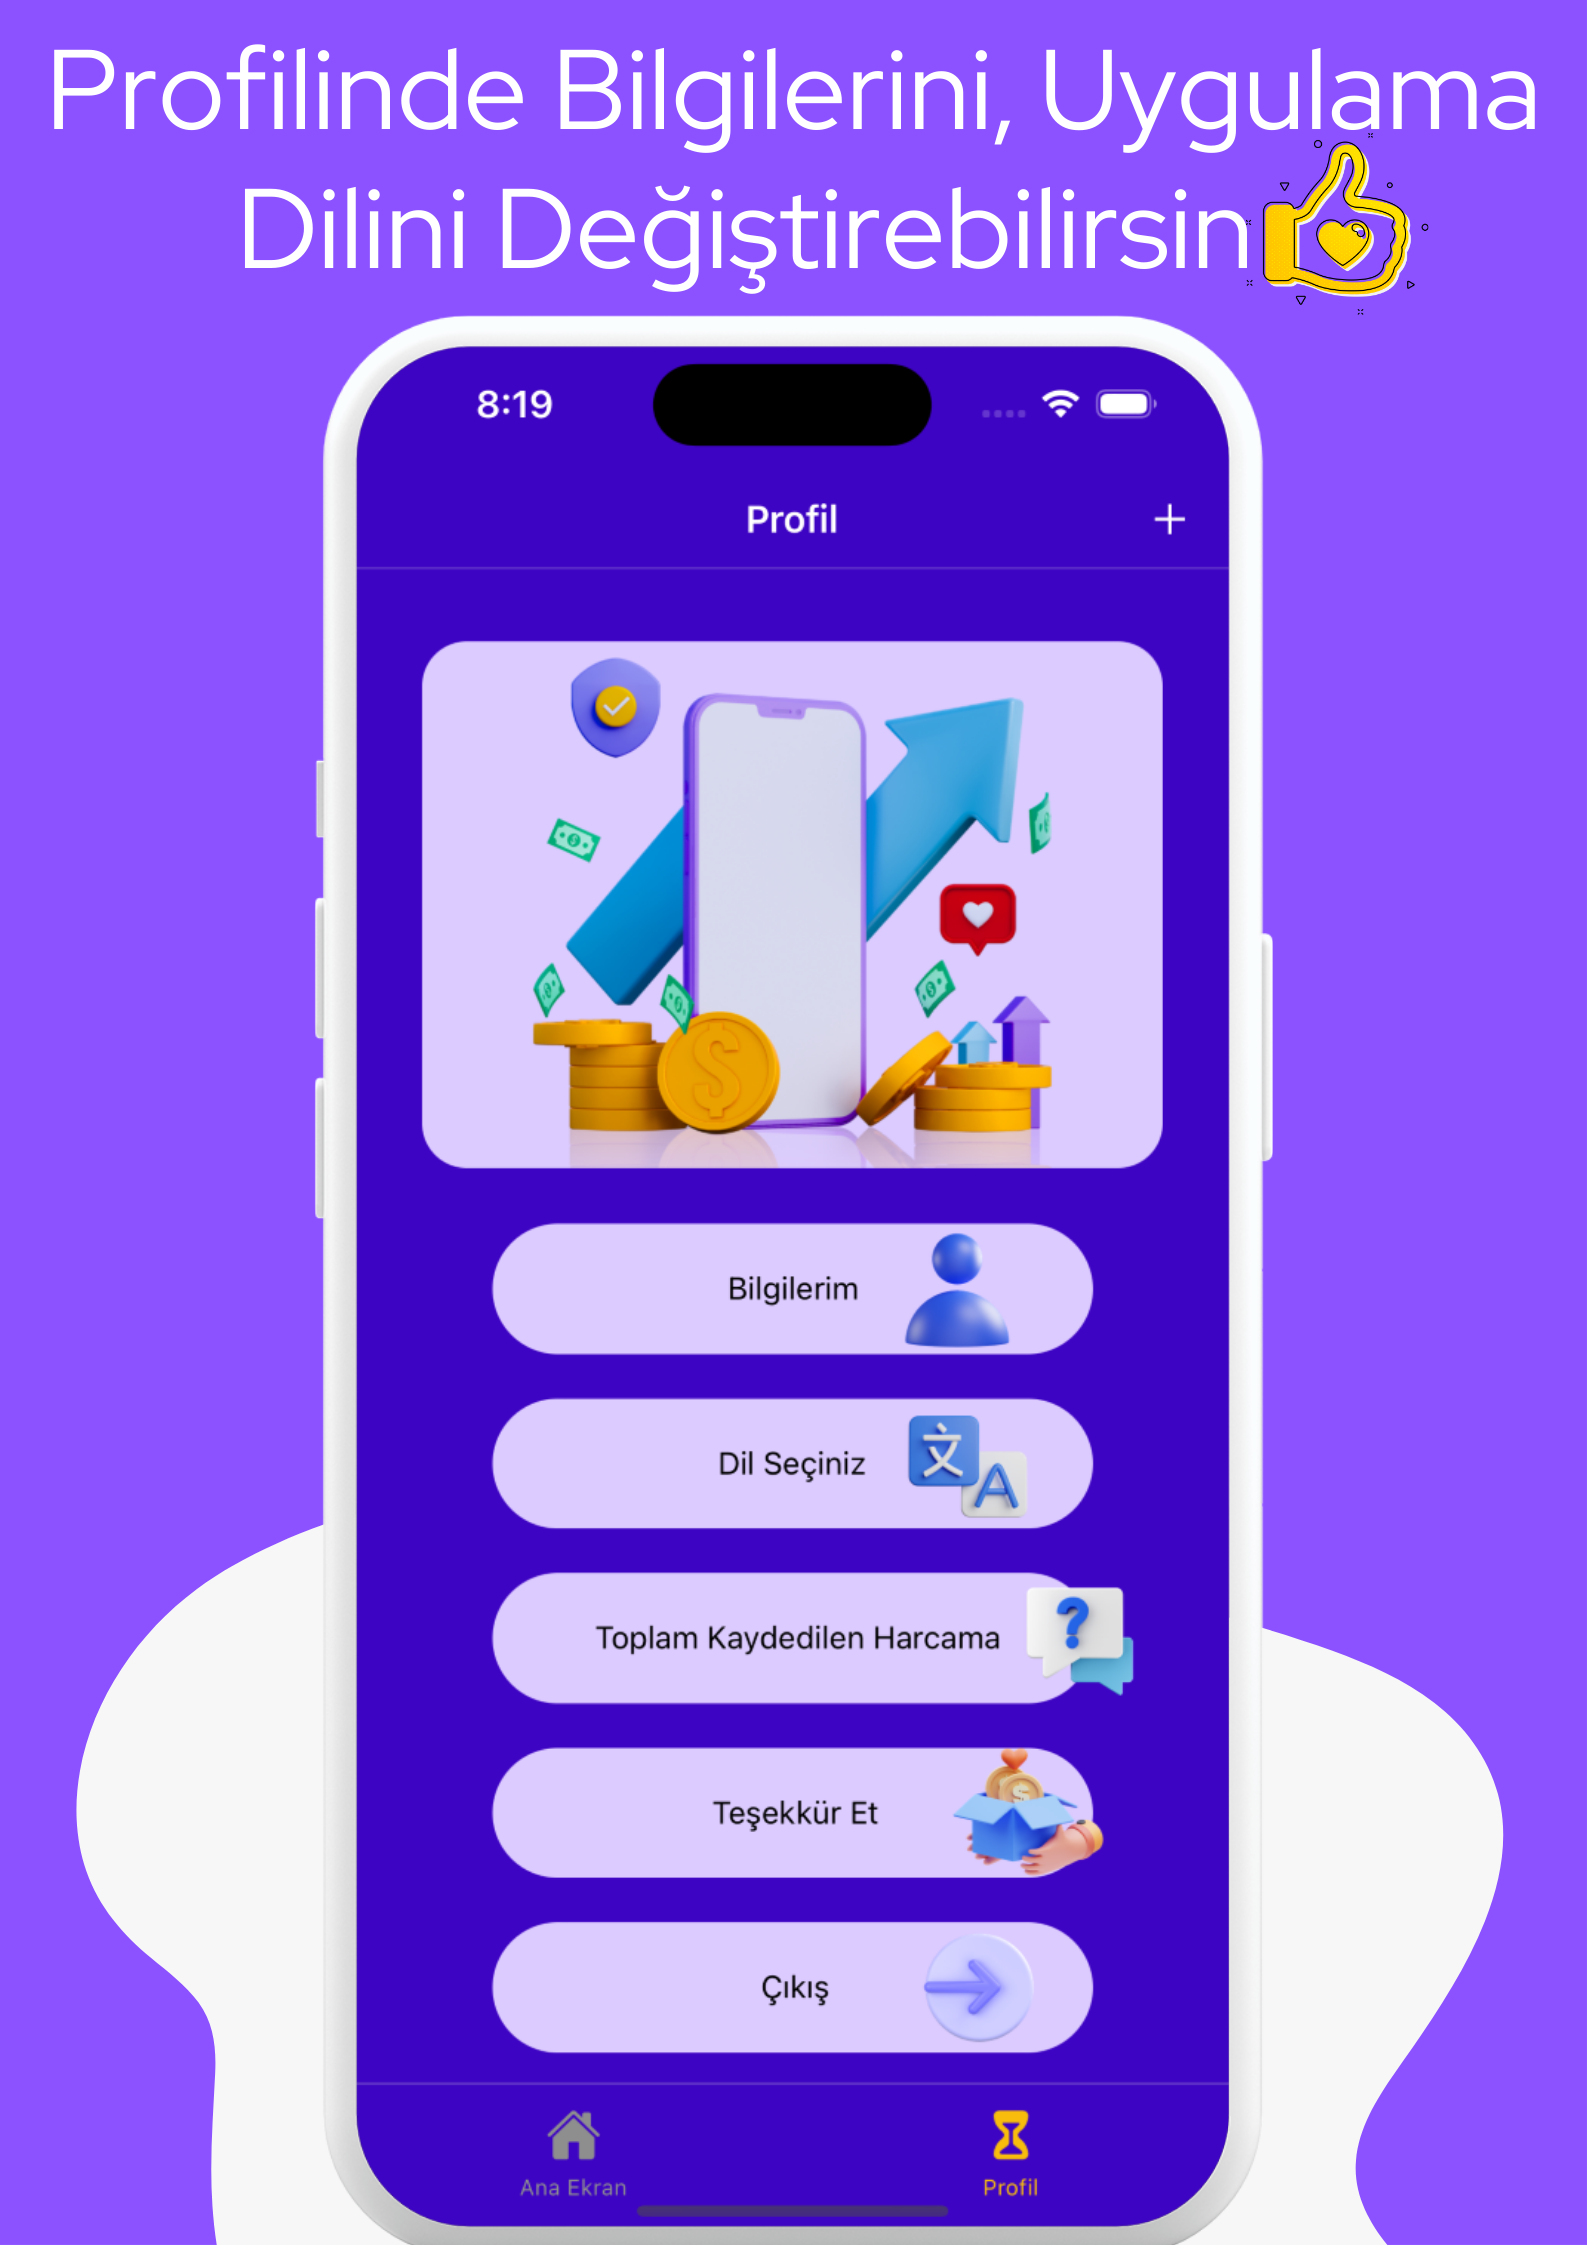 Profilinde Bilgilerini, Uygulama
Dilini Değiştirebilirsin
8:19
Profil
$
Bilgilerim
Dil Seçiniz
文
A
Toplam Kaydedilen Harcama
?
Teşekkür Et
Çıkış
Ana Ekran
Profil